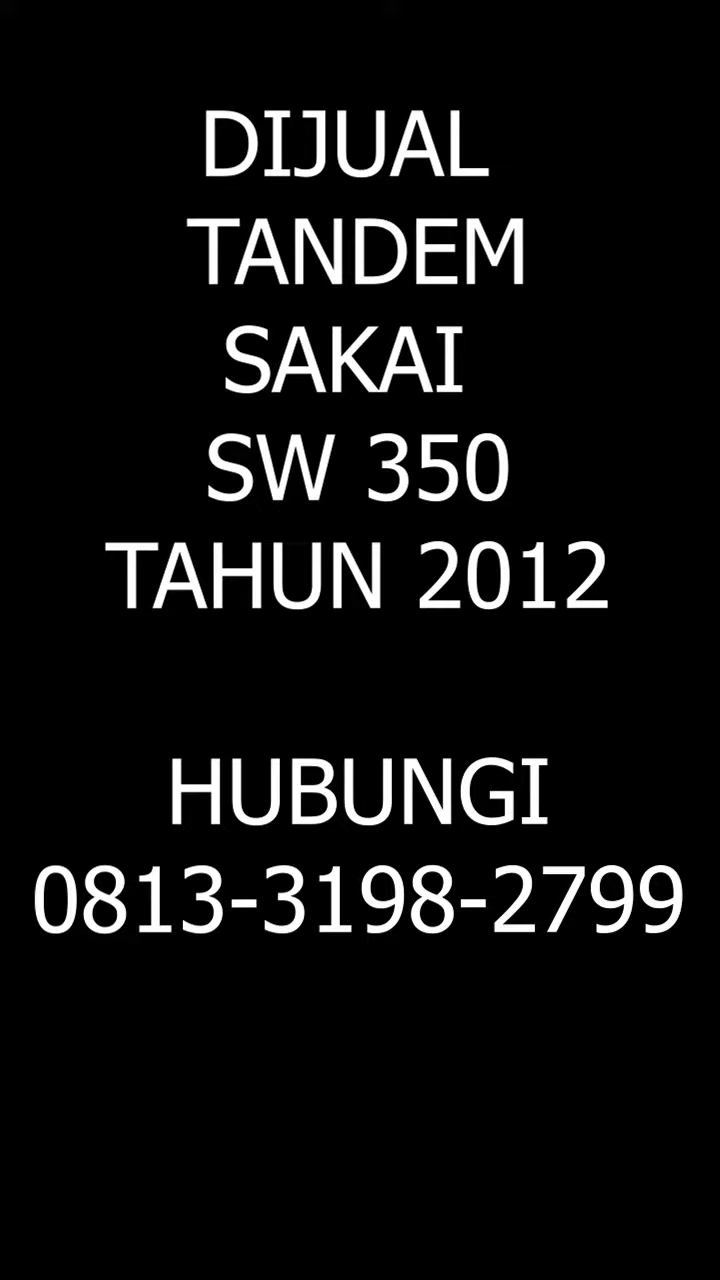 DIJUAL
TANDEM
SAKAI
SW 350
TAHUN 2012
HUBUNGI
0813-3198-2799